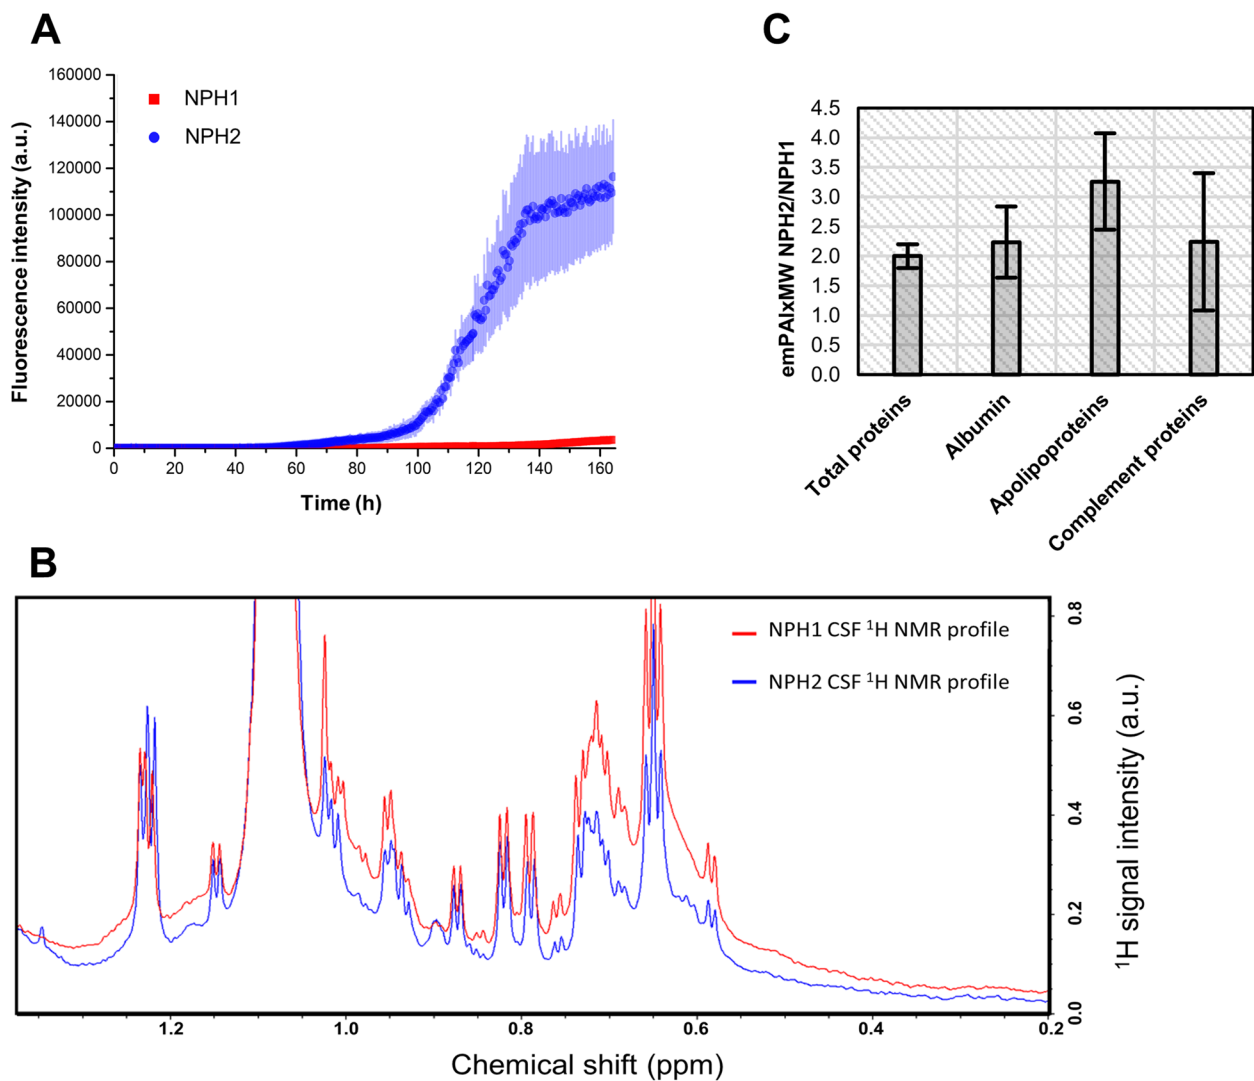 A
Fluorescence intensity (a.u.)
160000
140000
120000
100000
80000
60000
40000
20000
0
NPH1
NPH2
0 20 40 60 80 100 120 140 160
Time (h)
C
emPAIxMW NPH2/NPH1
4.5
4.0
3.5
3.0
2.5
2.0
1.5
1.0
0.5
0.0
Total proteins
Albumin
Apolipoproteins
Complement proteins
B
NPH1 CSF ¹H NMR profile
NPH2 CSF ¹H NMR profile
0.8
0.6
0.4
0.2
0.0
¹H signal intensity (a.u.)
1.2 1.0 0.8 0.6 0.4 0.2
Chemical shift (ppm)